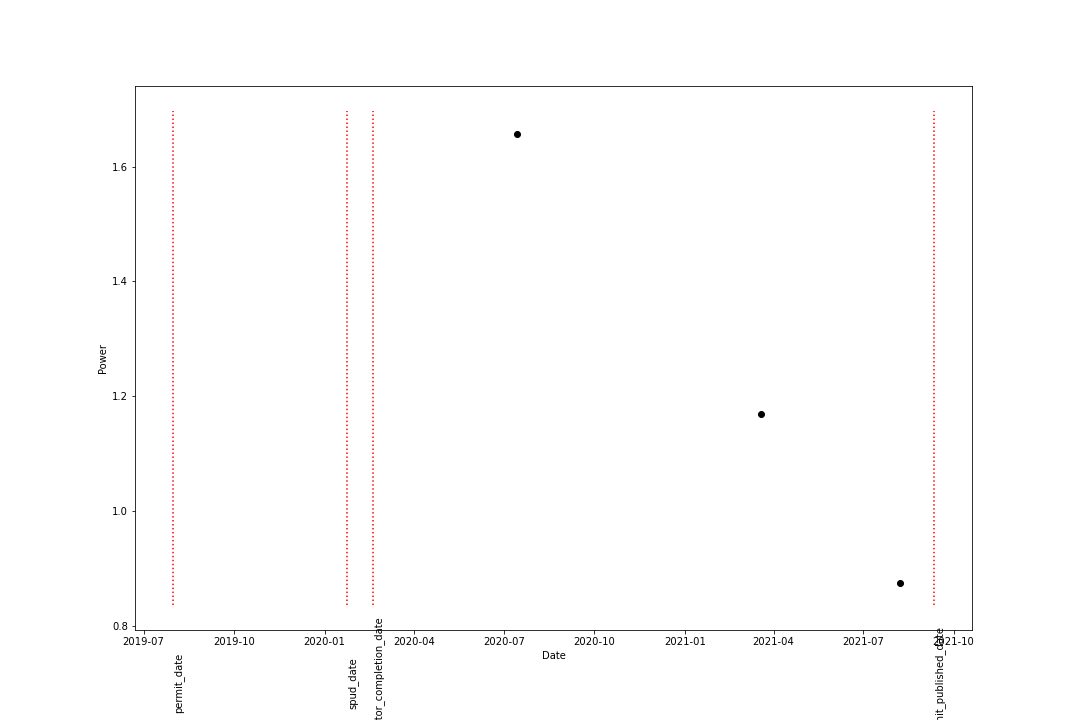 1.6
1.4
1.2
1.0
0.8
Power
2019-07 2019-10 2020-01 2020-04 2020-07 2020-10 2021-01 2021-04 2021-07 2021-10
Date
permit_date
spud_date
tor_completion_date
nit_published_date